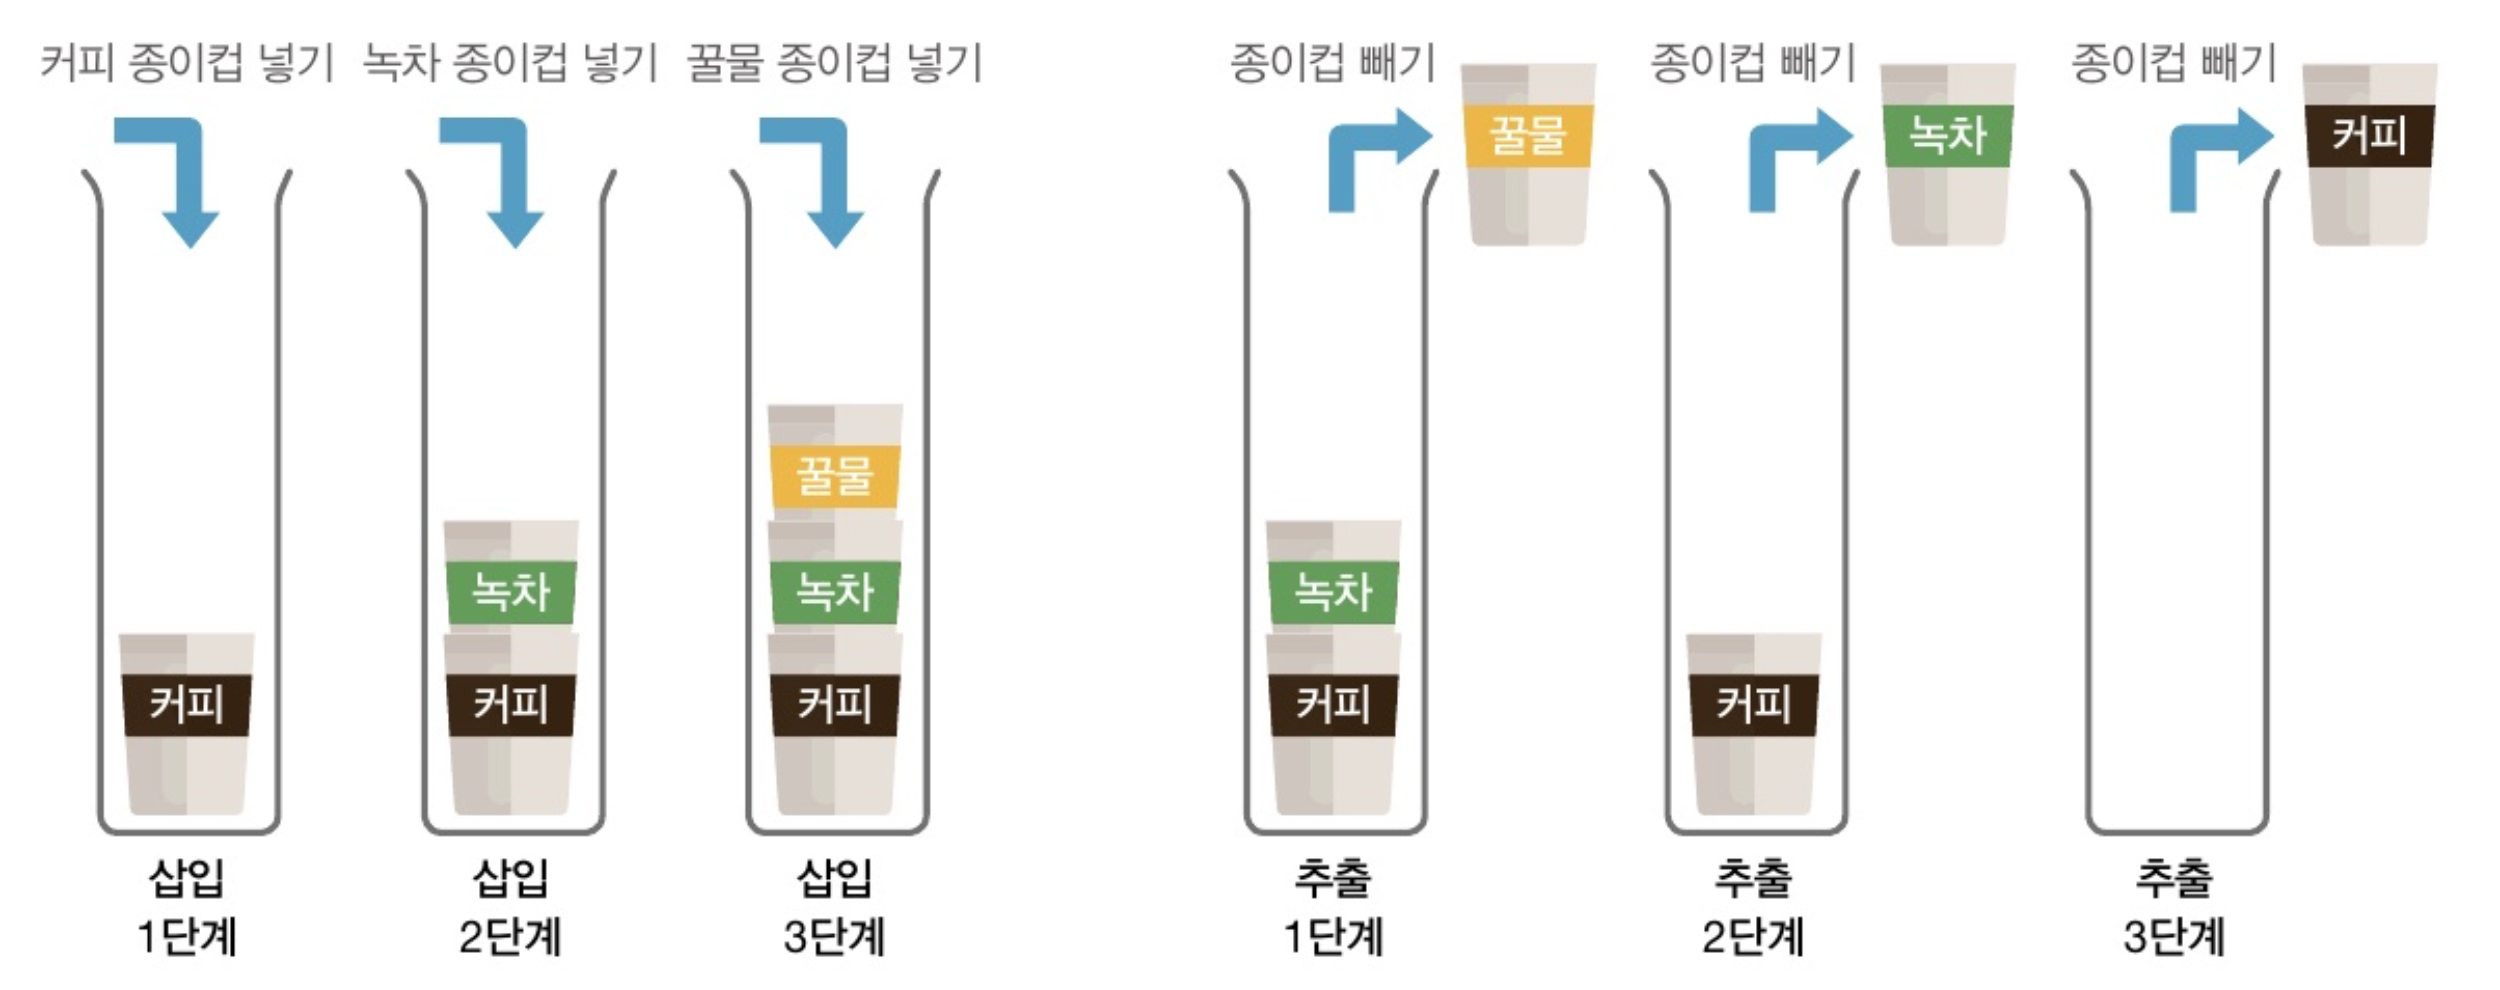 커피 종이컵 넣기
녹차 종이컵 넣기
꿀물 종이컵 넣기
종이컵 빼기
꿀물
종이컵 빼기
녹차
종이컵 빼기
커피
커피
녹차
커피
꿀물
녹차
커피
녹차
커피
커피
삽입
1단계
삽입
2단계
삽입
3단계
추출
1단계
추출
2단계
추출
3단계